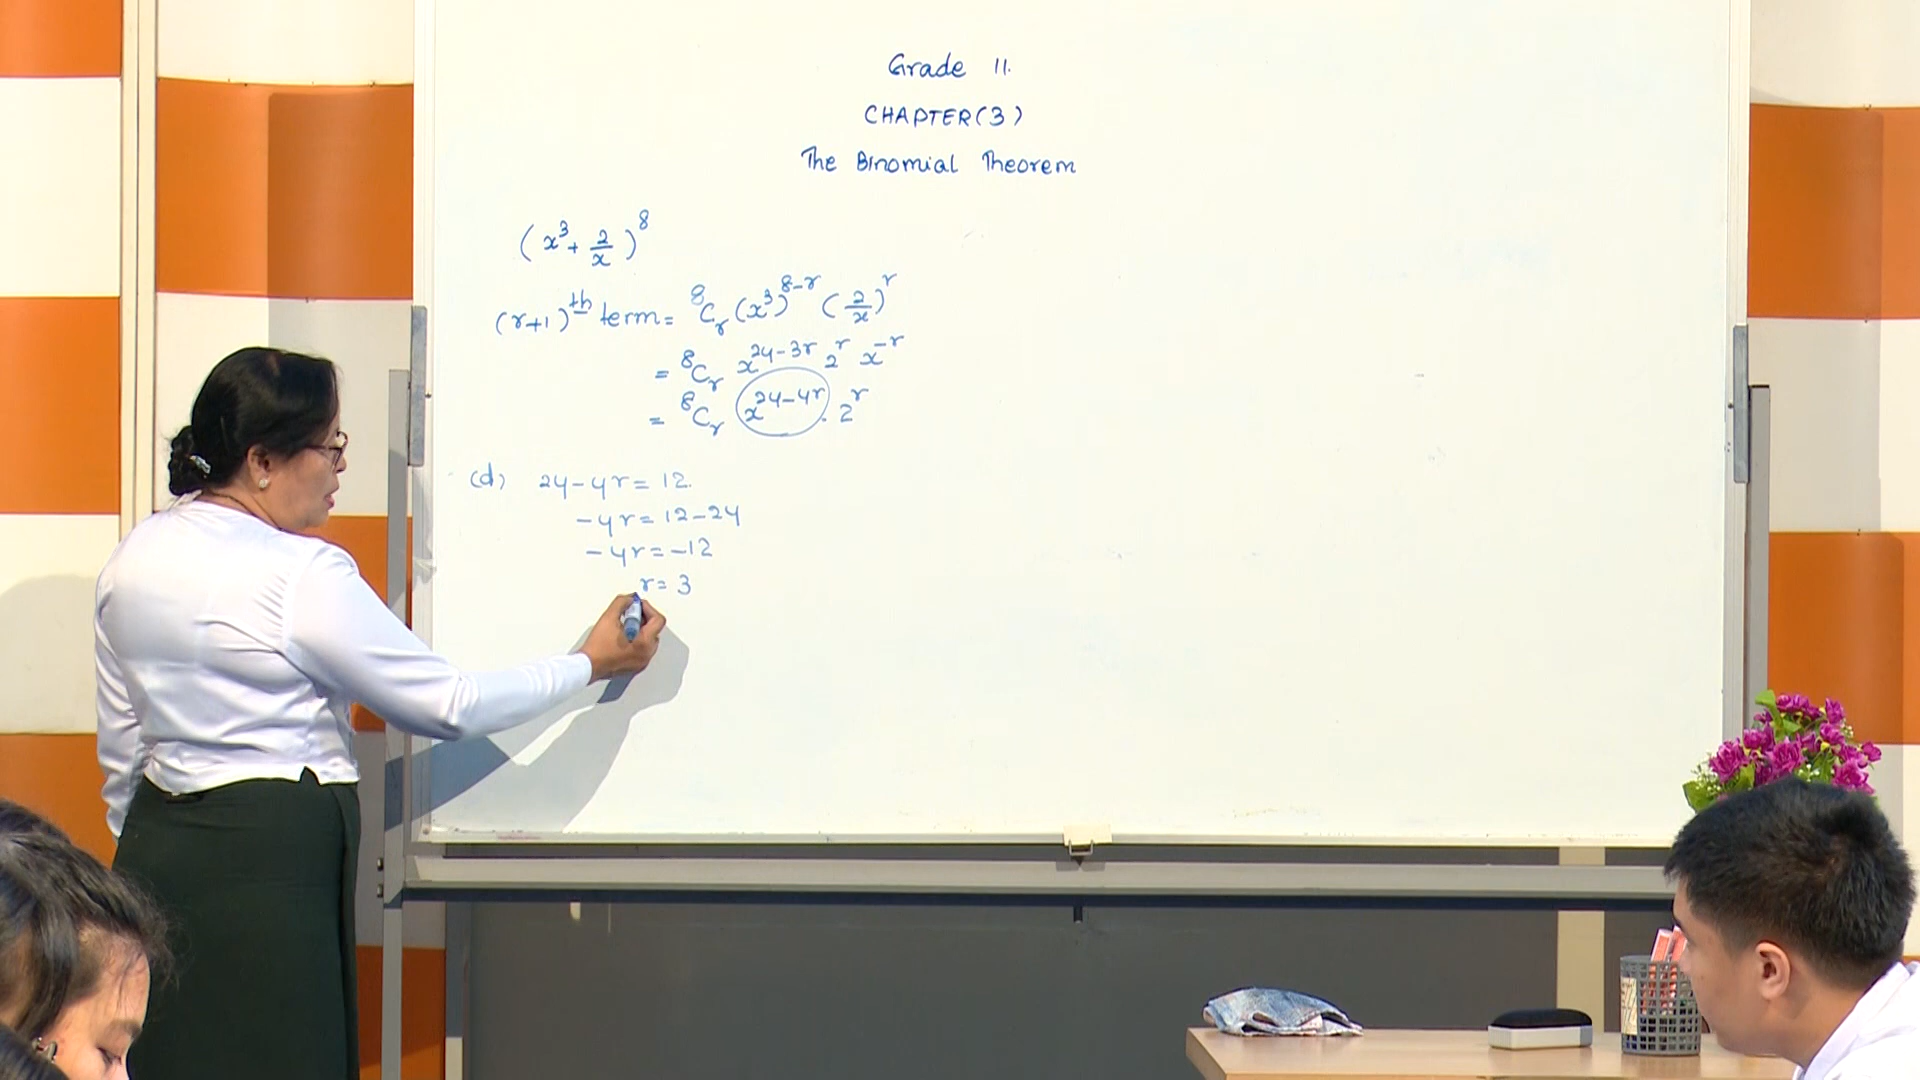 Grade 11.
CHAPTER(3)
The Binomial Theorem
(x³ + 2/x)⁸
(r+1)th term = ⁸Cᵣ (x³)⁸⁻ʳ (2/x)ʳ
= ⁸Cᵣ x²⁴⁻³ʳ 2ʳ x⁻ʳ
= ⁸Cᵣ x²⁴⁻⁴ʳ . 2ʳ
(d) 24-4r = 12.
-4r = 12-24
-4r = -12
r = 3